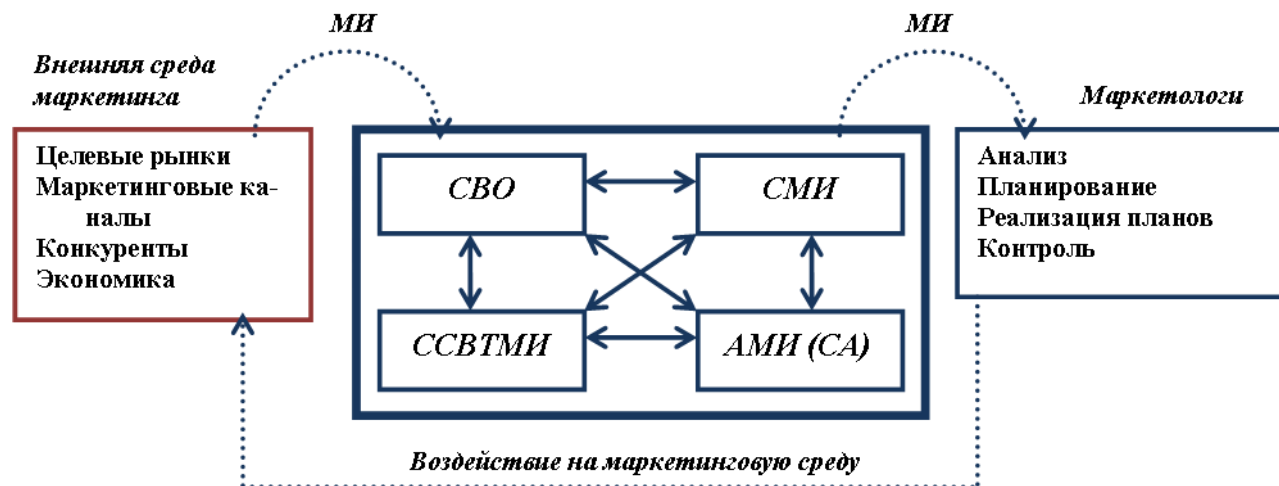 МИ
МИ
Внешняя среда
маркетинга
Маркетологи
Целевые рынки
Маркетинговые ка-
налы
Конкуренты
Экономика
СВО
СМИ
ССВТМИ
АМИ (СА)
Анализ
Планирование
Реализация планов
Контроль
Воздействие на маркетинговую среду